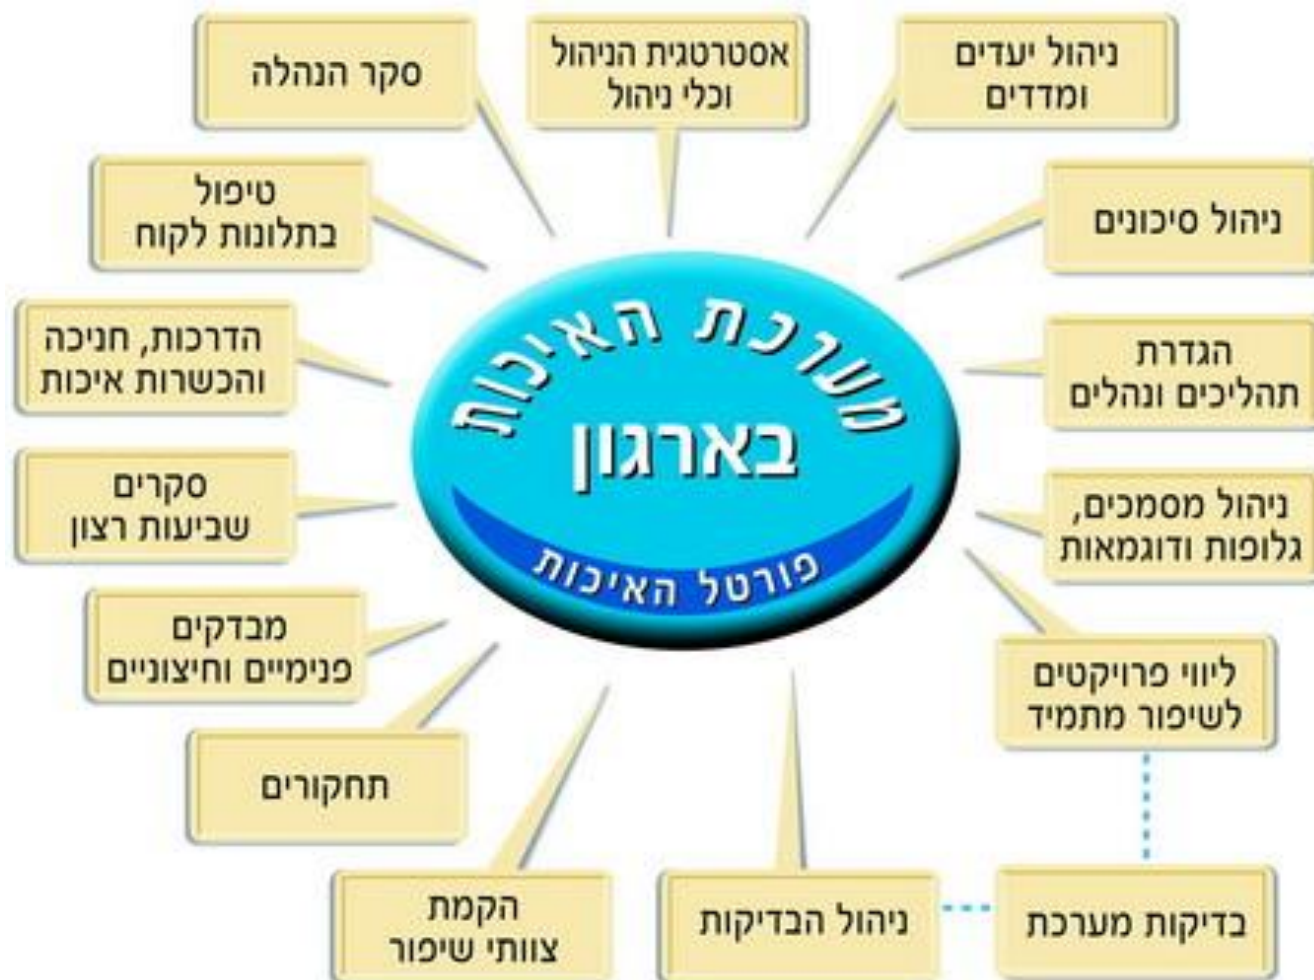 ניהול יעדים
ומדדים
אסטרטגית הניהול
וכלי ניהול
סקר הנהלה
ניהול סיכונים
טיפול
בתלונות לקוח
הגדרת
תהליכים ונהלים
הדרכות, חניכה
והכשרות איכות
מערכת האיכות
בארגון
פורטל האיכות
ניהול מסמכים,
גלופות ודוגמאות
סקרים
שביעות רצון
ליווי פרויקטים
לשיפור מתמיד
מבדקים
פנימיים וחיצוניים
תחקורים
בדיקות מערכת
ניהול הבדיקות
הקמת
צוותי שיפור